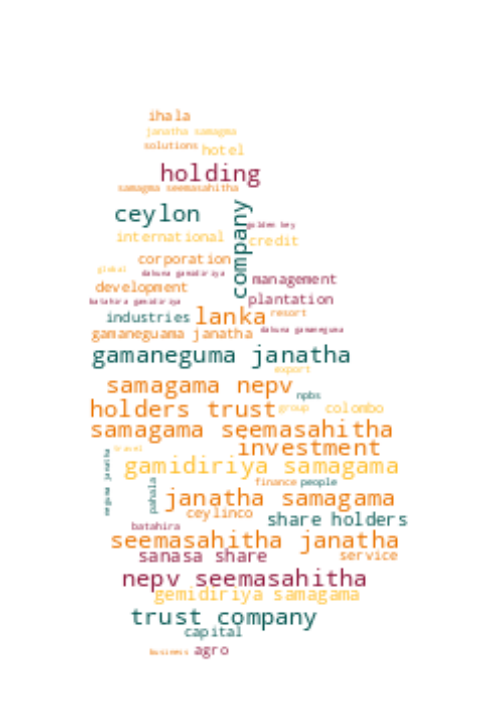 ihala
janatha samagma
solutions
hotel
holding
samagma seemasahitha
ceylon
company
golden key
international
credit
corporation
global
dakuna gamidiriya
management
development
batahira gamidiriya
plantation
industries
lanka
resort
gamaneguama janatha
dakuna gamaneguma
gamaneguma janatha
export
samagama nepv
npbs
holders trust
group
colombo
samagama seemasahitha
neguma janatha
travel
investment
gamidiriya samagama
pahala
finance
people
janatha samagama
ceylinco
share holders
batahira
seemasahitha janatha
sanasa share
service
nepv seemasahitha
gemidiriya samagama
trust company
capital
business
agro